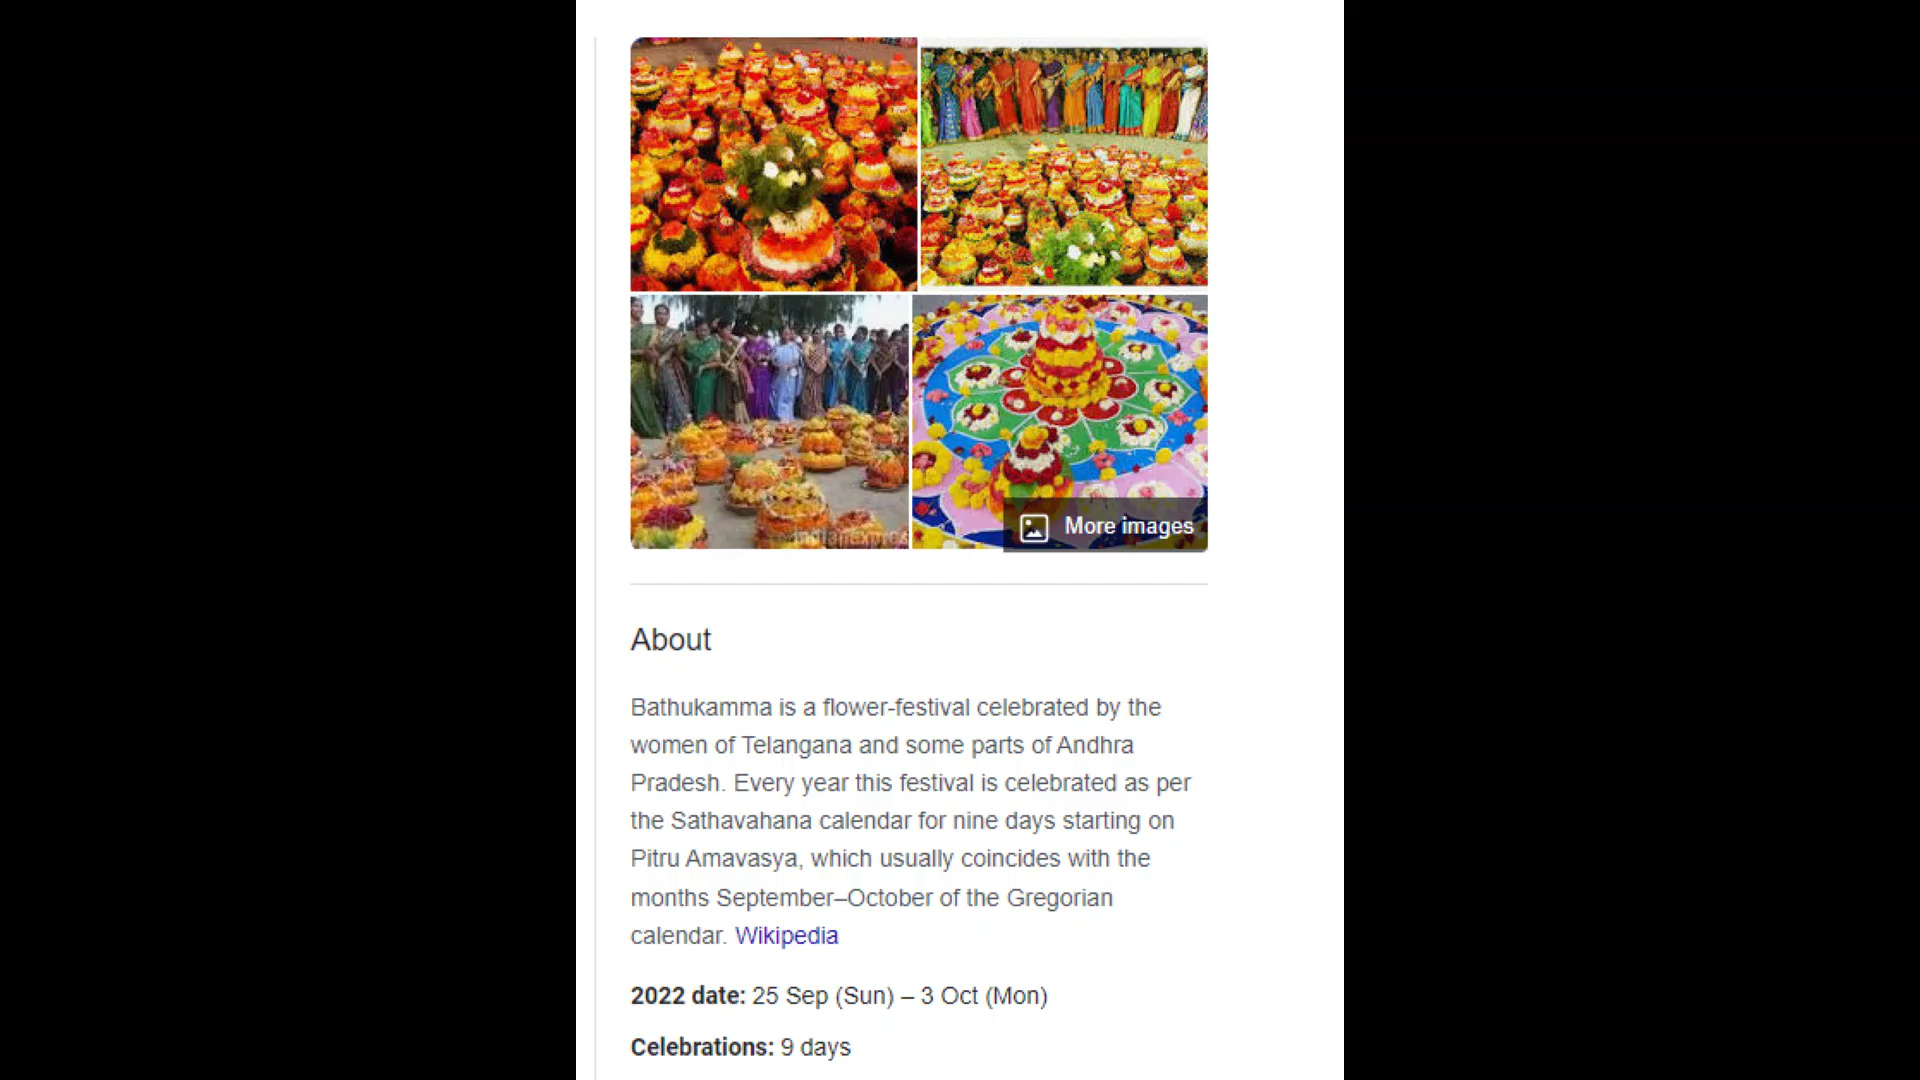 indianexpres
More images
About
Bathukamma is a flower-festival celebrated by the
women of Telangana and some parts of Andhra
Pradesh. Every year this festival is celebrated as per
the Sathavahana calendar for nine days starting on
Pitru Amavasya, which usually coincides with the
months September–October of the Gregorian
calendar. Wikipedia
2022 date: 25 Sep (Sun) – 3 Oct (Mon)
Celebrations: 9 days